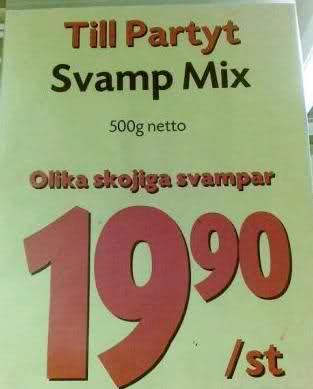 Till Partyt
Svamp Mix
500g netto
Olika skojiga svampar
19 90
/st